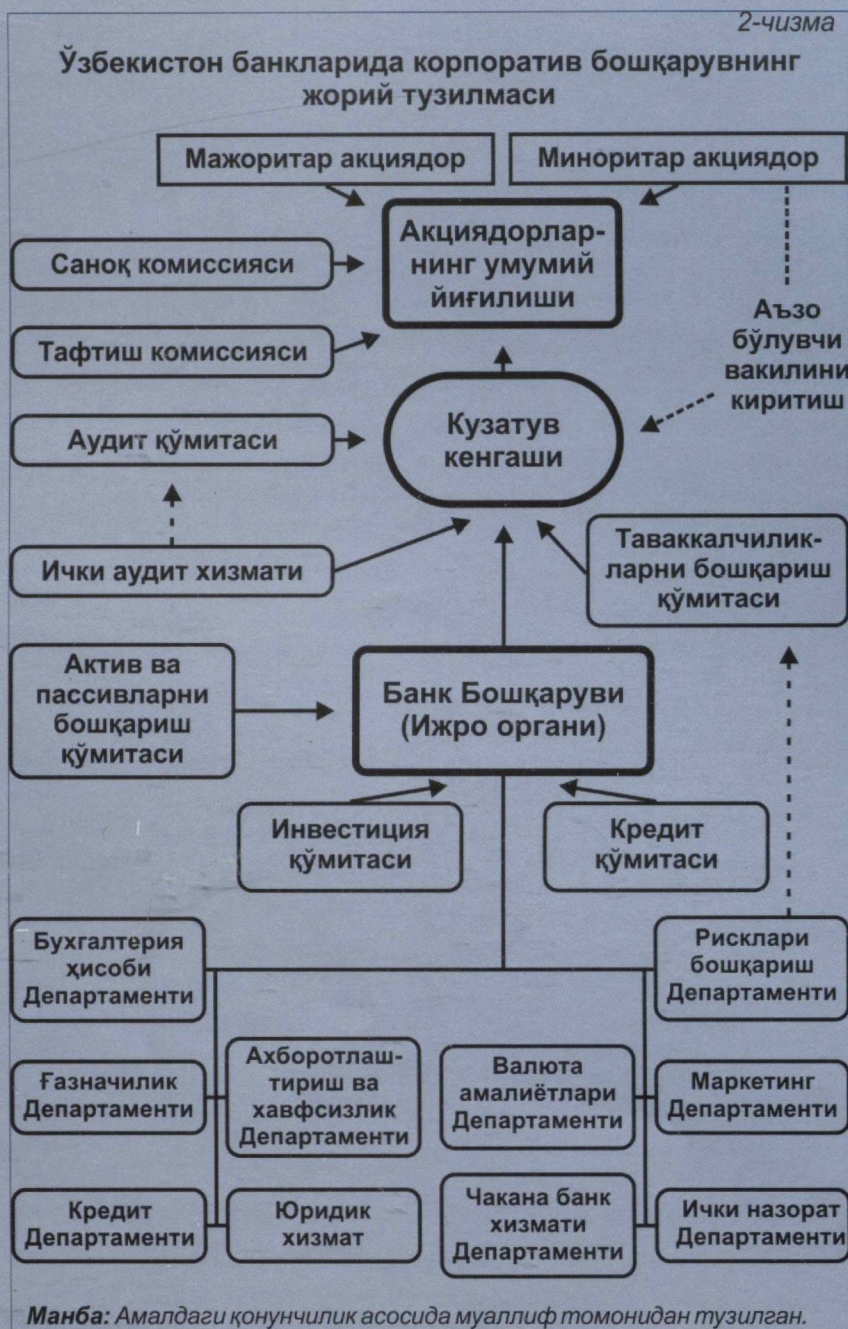 2-чизма
Ўзбекистон банкларида корпоратив бошқарувнинг
жорий тузилмаси
Мажоритар акциядор
Миноритар акциядор
Акциядорлар-
нинг умумий
йиғилиши
Саноқ комиссияси
Тафтиш комиссияси
Аъзо
бўлувчи
вакилини
киритиш
Аудит қўмитаси
Кузатув
кенгаши
Ички аудит хизмати
Таваккалчилик-
ларни бошқариш
қўмитаси
Актив ва
пассивларни
бошқариш
қўмитаси
Банк Бошқаруви
(Ижро органи)
Инвестиция
қўмитаси
Кредит
қўмитаси
Бухгалтерия
ҳисоби
Департаменти
Рисклари
бошқариш
Департаменти
Ғазначилик
Департаменти
Ахборотлаш-
тириш ва
хавфсизлик
Департаменти
Валюта
амалиётлари
Департаменти
Маркетинг
Департаменти
Кредит
Департаменти
Юридик
хизмат
Чакана банк
хизмати
Департаменти
Ички назорат
Департаменти
Манба: Амалдаги қонунчилик асосида муаллиф томонидан тузилган.